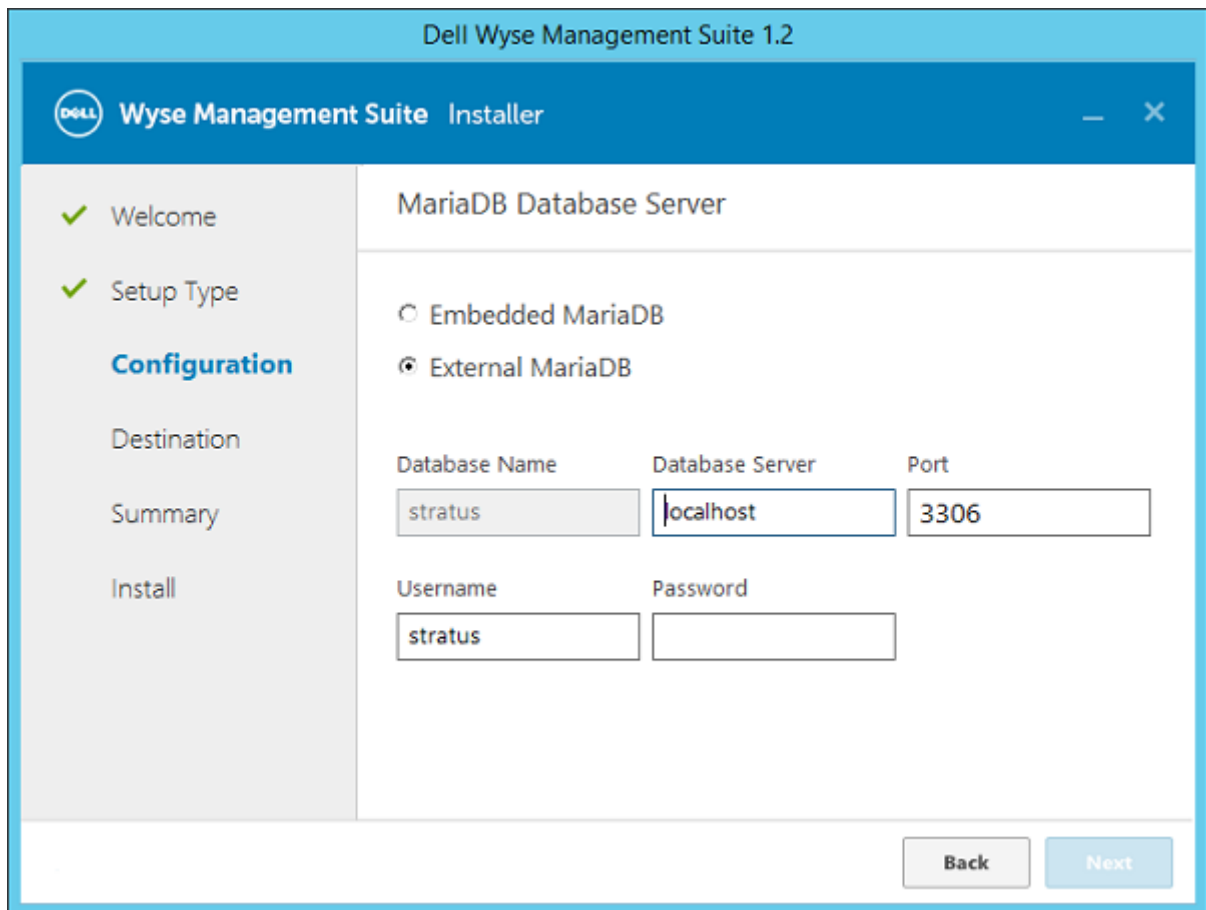 Dell Wyse Management Suite 1.2
DELL Wyse Management Suite Installer
Welcome
Setup Type
Configuration
Destination
Summary
Install
MariaDB Database Server
Embedded MariaDB
External MariaDB
Database Name Database Server Port
stratus localhost 3306
Username Password
stratus
Back Next